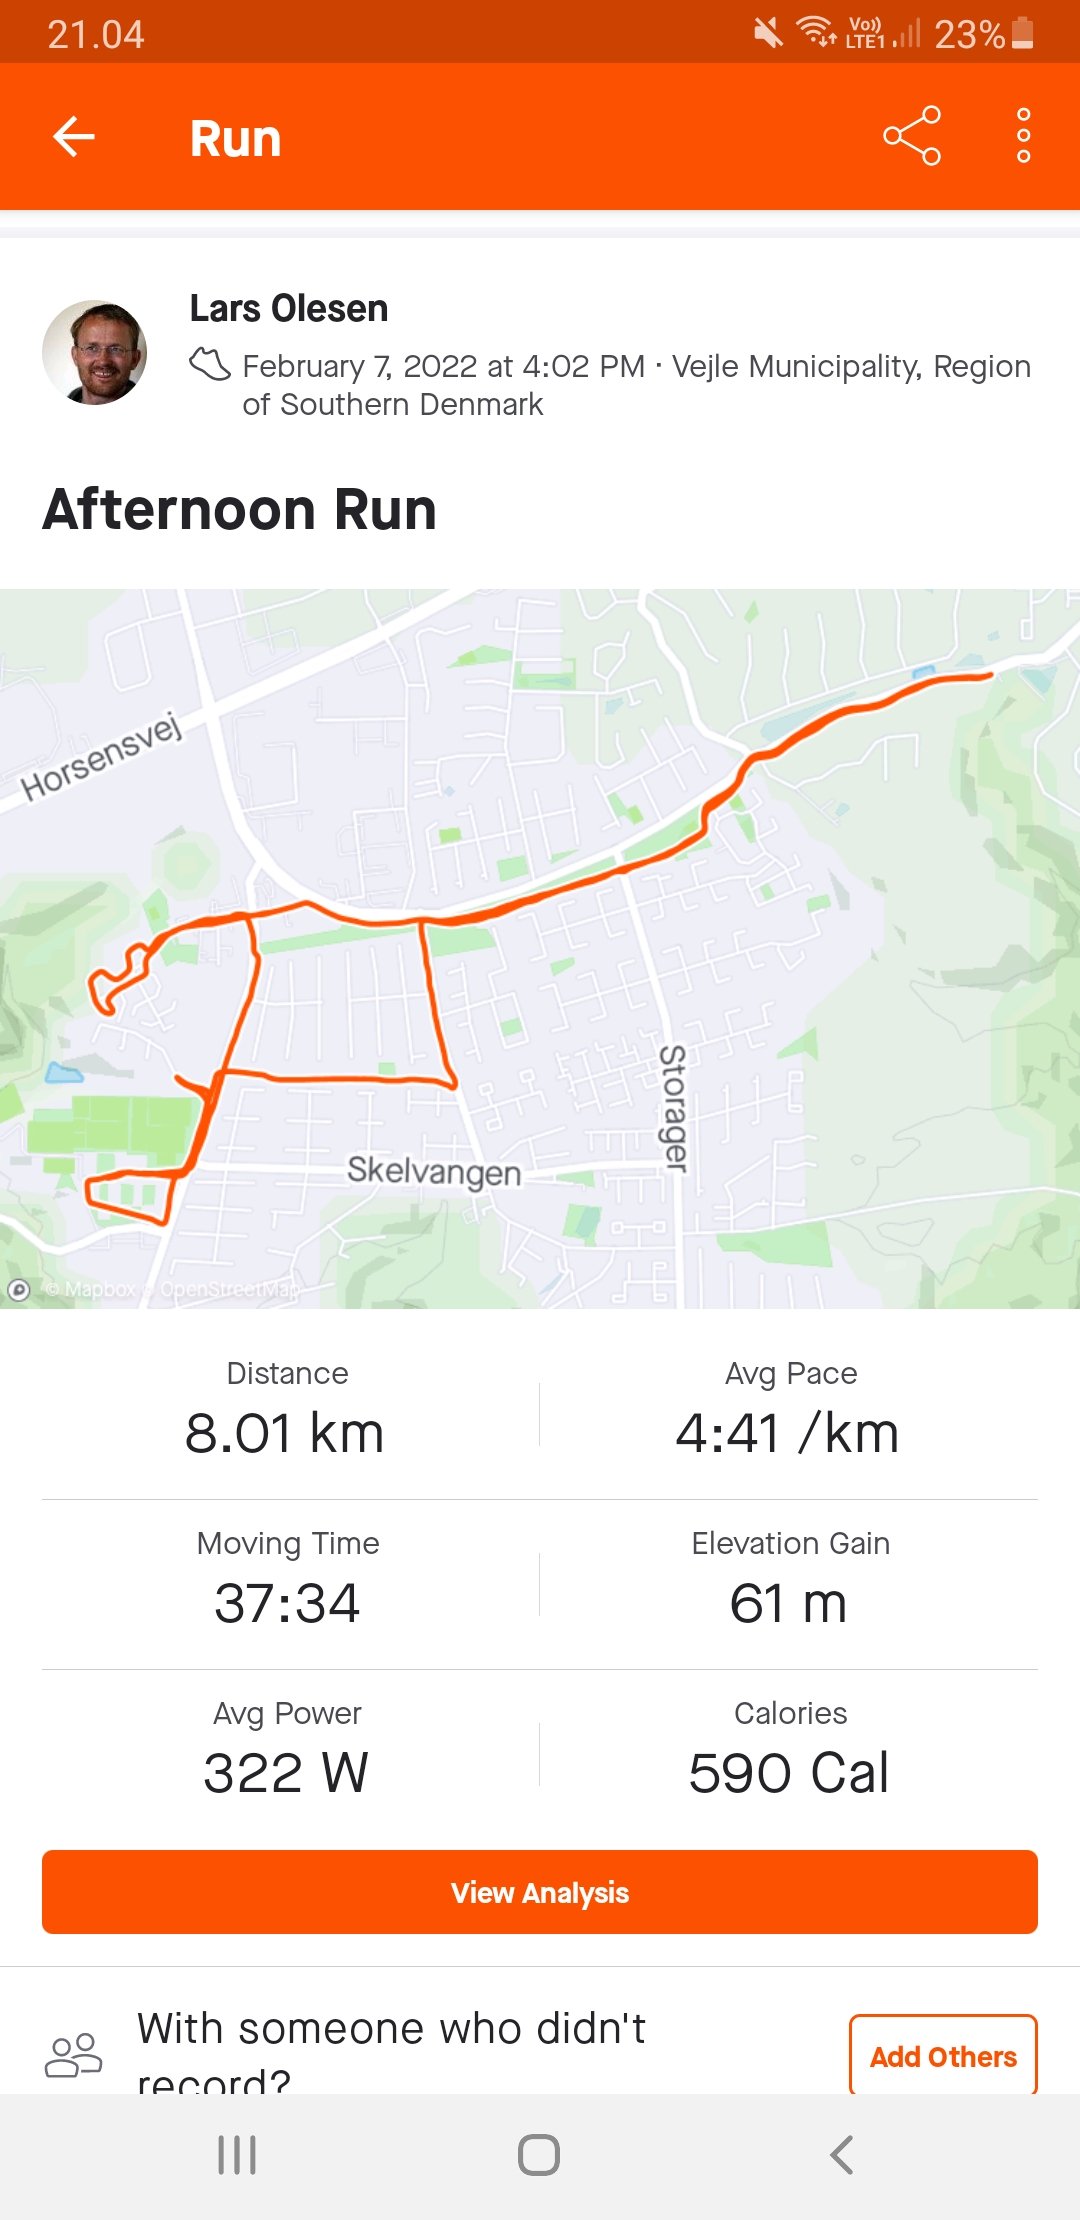 21.04
Vo))
LTE1
23%
Run
Lars Olesen
February 7, 2022 at 4:02 PM · Vejle Municipality, Region
of Southern Denmark
Afternoon Run
Horsensvej
Storager
Skelvangen
© Mapbox © OpenStreetMap
Distance
8.01 km
Avg Pace
4:41 /km
Moving Time
37:34
Elevation Gain
61 m
Avg Power
322 W
Calories
590 Cal
View Analysis
With someone who didn't
record?
Add Others